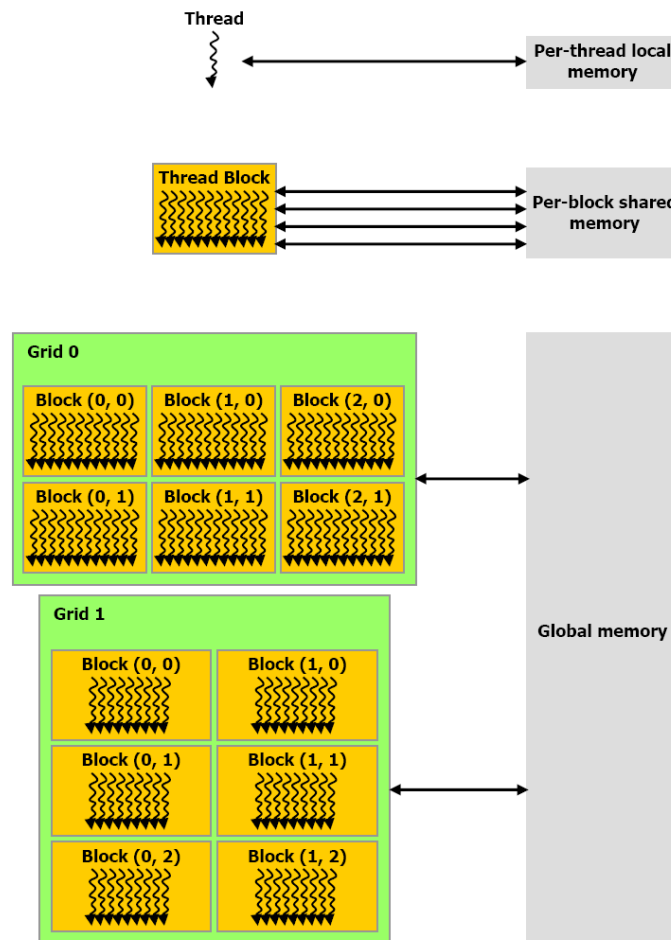 Thread
Per-thread local
memory
Thread Block
Per-block shared
memory
Grid 0
Block (0, 0) Block (1, 0) Block (2, 0)
Block (0, 1) Block (1, 1) Block (2, 1)
Global memory
Grid 1
Block (0, 0) Block (1, 0)
Block (0, 1) Block (1, 1)
Block (0, 2) Block (1, 2)